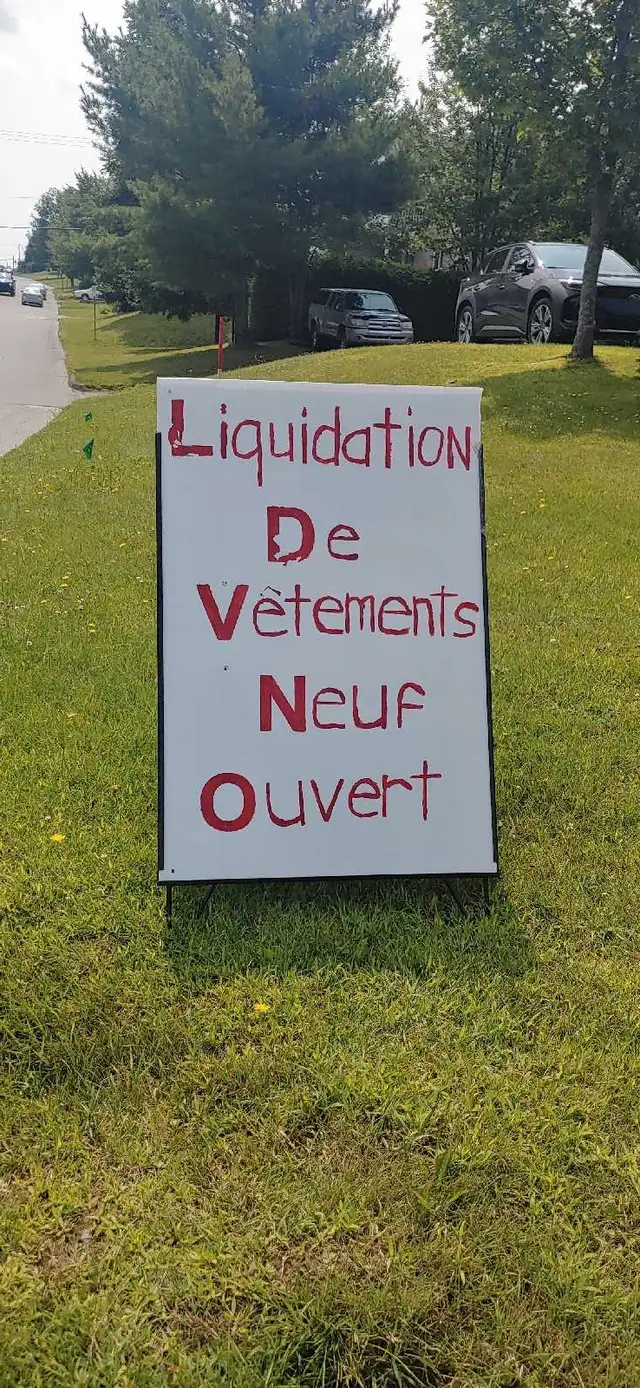 Liquidation
De
Vêtements
Neuf
Ouvert